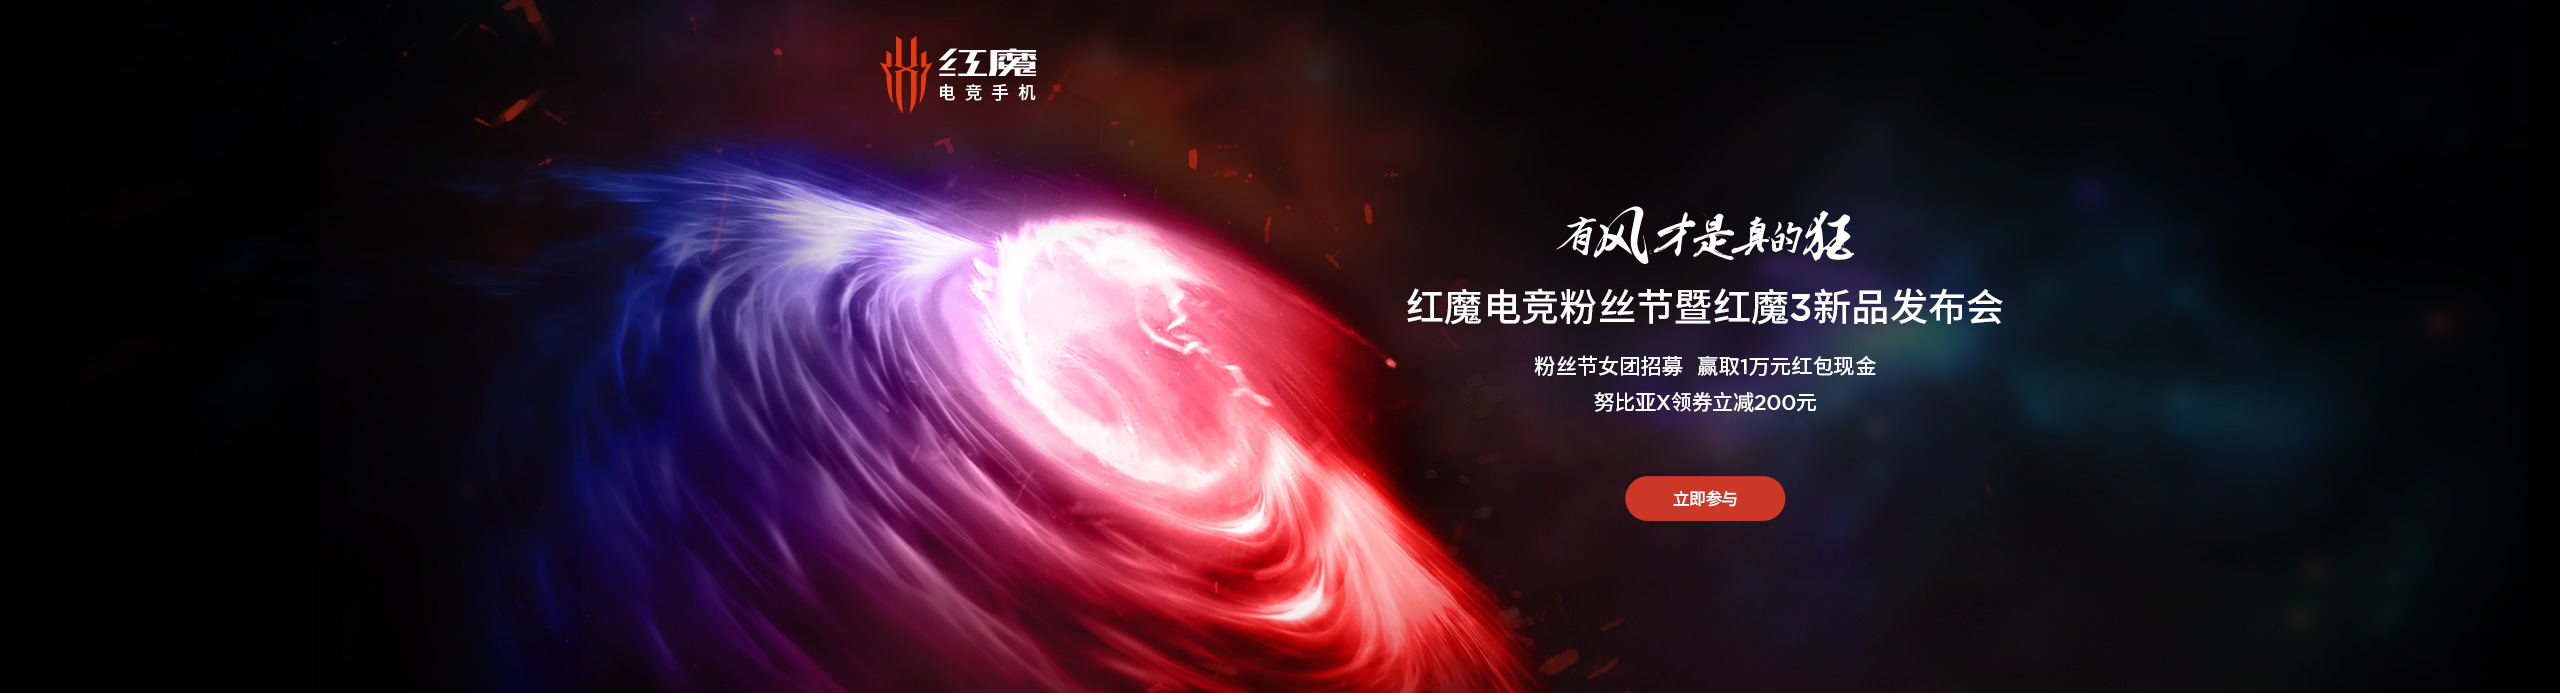 红魔
电竞手机
有风才是真的狂
红魔电竞粉丝节暨红魔3新品发布会
粉丝节女团招募 赢取1万元红包现金
努比亚X领券立减200元
立即参与